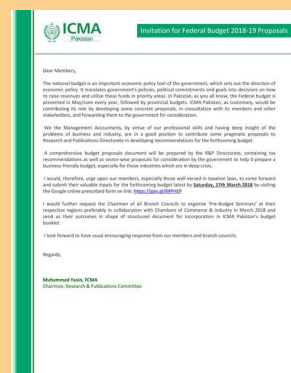 ICMA
Pakistan
Invitation for Federal Budget 2018-19 Proposals
Dear Members,
The national budget is an important economic policy tool of the government, which sets out the direction of
economic policy. It translates government's policies, political commitments and goals into decisions on how
to raise revenues and utilize these funds in priority areas. In Pakistan, as you all know, the Federal budget is
presented in May/June every year, followed by provincial budgets. ICMA Pakistan, as customary, would be
contributing its role by developing some concrete proposals, in consultation with its members and other
stakeholders, and forwarding them to the government for consideration.
We the Management Accountants, by virtue of our professional skills and having deep insight of the
problems of business and industry, are in a good position to contribute some pragmatic proposals to
Research and Publications Directorate in developing recommendations for the forthcoming budget.
A comprehensive budget proposals document will be prepared by the R&P Directorate, containing tax
recommendations as well as sector-wise proposals for consideration by the government to help it prepare a
business-friendly budget, especially for those industries which are in deep crisis.
I would, therefore, urge upon our members, especially those well-versed in taxation laws, to come forward
and submit their valuable inputs for the forthcoming budget latest by Saturday, 17th March 2018 by visiting
the Google online prescribed form on link:
I would further request the Chairmen of all Branch Councils to organise 'Pre-Budget Seminars' at their
respective regions preferably in collaboration with Chambers of Commerce & Industry in March 2018 and
send us their outcomes in shape of structured document for incorporation in ICMA Pakistan's budget
booklet.
I look forward to have usual encouraging response from our members and branch councils.
Regards,
Muhammad Yasin, FCMA
Chairman, Research & Publications Committee